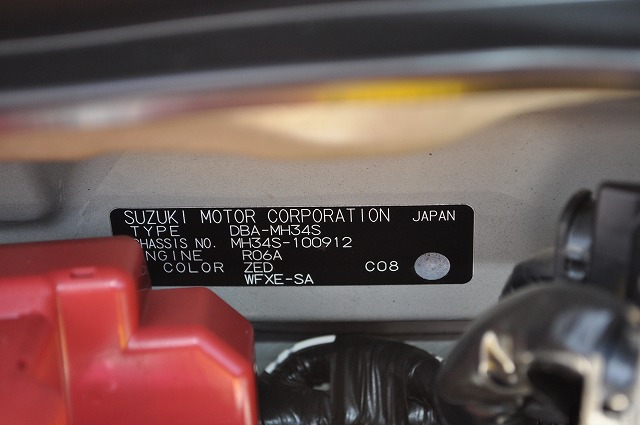 SUZUKI MOTOR CORPORATION JAPAN
TYPE DBA-MH34S
CHASSIS NO. MH34S-100912
ENGINE R06A
COLOR ZED C08
WFXE-SA